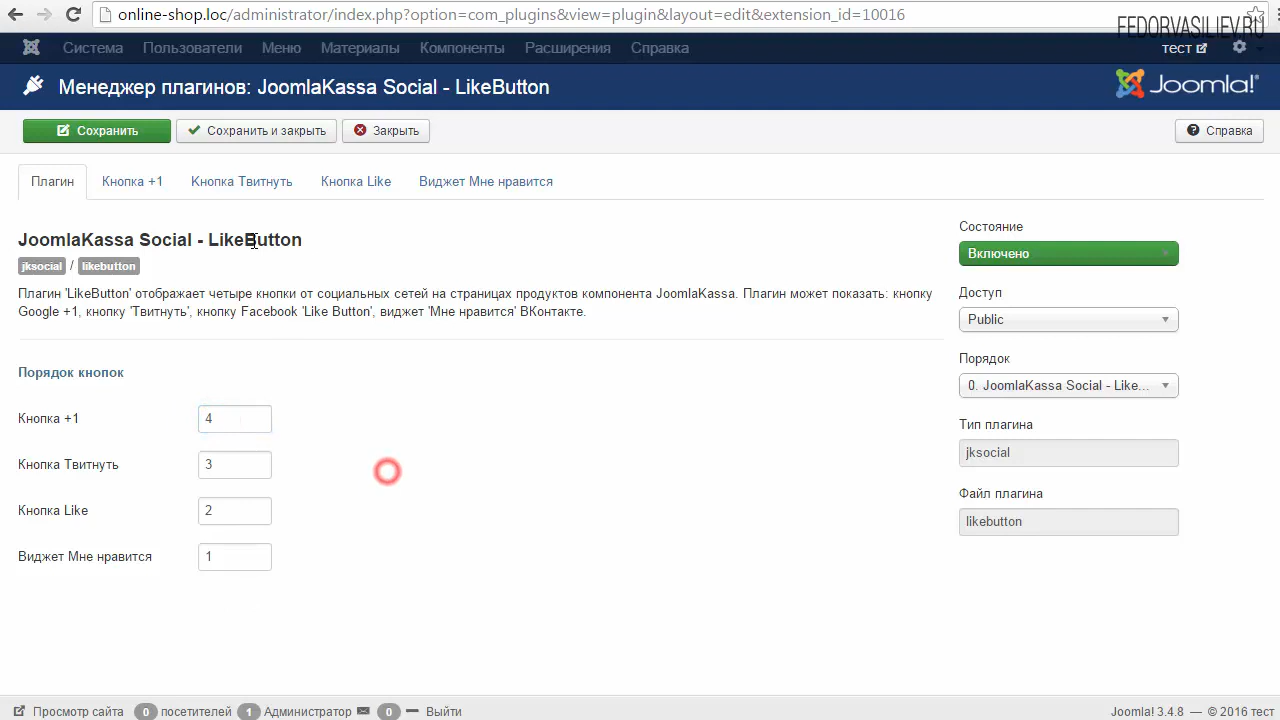 online-shop.loc/administrator/index.php?option=com_plugins&view=plugin&layout=edit&extension_id=10016
FEDORVASILIEV.RU
Система Пользователи Меню Материалы Компоненты Расширения Справка тест
Менеджер плагинов: JoomlaKassa Social - LikeButton Joomla!
Сохранить Сохранить и закрыть Закрыть Справка
Плагин Кнопка +1 Кнопка Твитнуть Кнопка Like Виджет Мне нравится
JoomlaKassa Social - LikeButton
jksocial / likebutton
Плагин 'LikeButton' отображает четыре кнопки от социальных сетей на страницах продуктов компонента JoomlaKassa. Плагин может показать: кнопку
Google +1, кнопку 'Твитнуть', кнопку Facebook 'Like Button', виджет 'Мне нравится' ВКонтакте.
Порядок кнопок
Кнопка +1 4
Кнопка Твитнуть 3
Кнопка Like 2
Виджет Мне нравится 1
Состояние
Включено
Доступ
Public
Порядок
0. JoomlaKassa Social - Like...
Тип плагина
jksocial
Файл плагина
likebutton
Просмотр сайта 0 посетителей 1 Администратор 0 Выйти Joomla! 3.4.8 — © 2016 тест